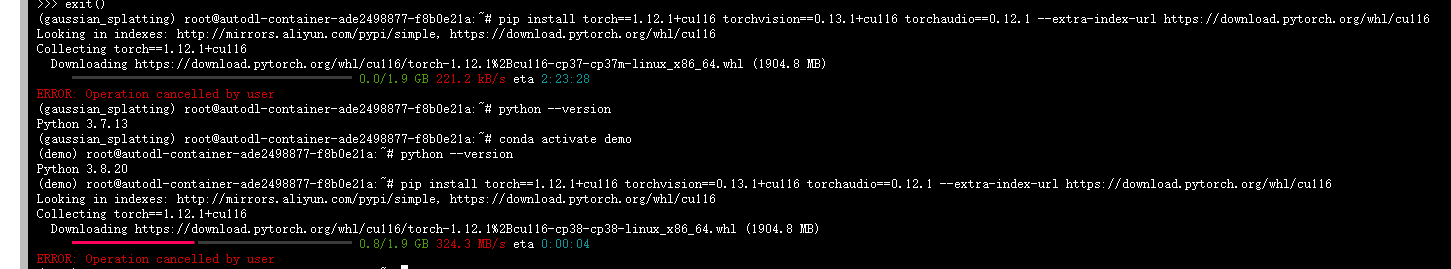 >>> exit()
(gaussian_splatting) root@autodl-container-ade2498877-f8b0e21a:~# pip install torch==1.12.1+cu116 torchvision==0.13.1+cu116 torchaudio==0.12.1 --extra-index-url https://download.pytorch.org/whl/cu116
Looking in indexes: http://mirrors.aliyun.com/pypi/simple, https://download.pytorch.org/whl/cu116
Collecting torch==1.12.1+cu116
Downloading https://download.pytorch.org/whl/cu116/torch-1.12.1%2Bcu116-cp37-cp37m-linux_x86_64.whl (1904.8 MB)
0.0/1.9 GB 221.2 kB/s eta 2:23:28
ERROR: Operation cancelled by user
(gaussian_splatting) root@autodl-container-ade2498877-f8b0e21a:~# python --version
Python 3.7.13
(gaussian_splatting) root@autodl-container-ade2498877-f8b0e21a:~# conda activate demo
(demo) root@autodl-container-ade2498877-f8b0e21a:~# python --version
Python 3.8.20
(demo) root@autodl-container-ade2498877-f8b0e21a:~# pip install torch==1.12.1+cu116 torchvision==0.13.1+cu116 torchaudio==0.12.1 --extra-index-url https://download.pytorch.org/whl/cu116
Looking in indexes: http://mirrors.aliyun.com/pypi/simple, https://download.pytorch.org/whl/cu116
Collecting torch==1.12.1+cu116
Downloading https://download.pytorch.org/whl/cu116/torch-1.12.1%2Bcu116-cp38-cp38-linux_x86_64.whl (1904.8 MB)
0.8/1.9 GB 324.3 MB/s eta 0:00:04
ERROR: Operation cancelled by user